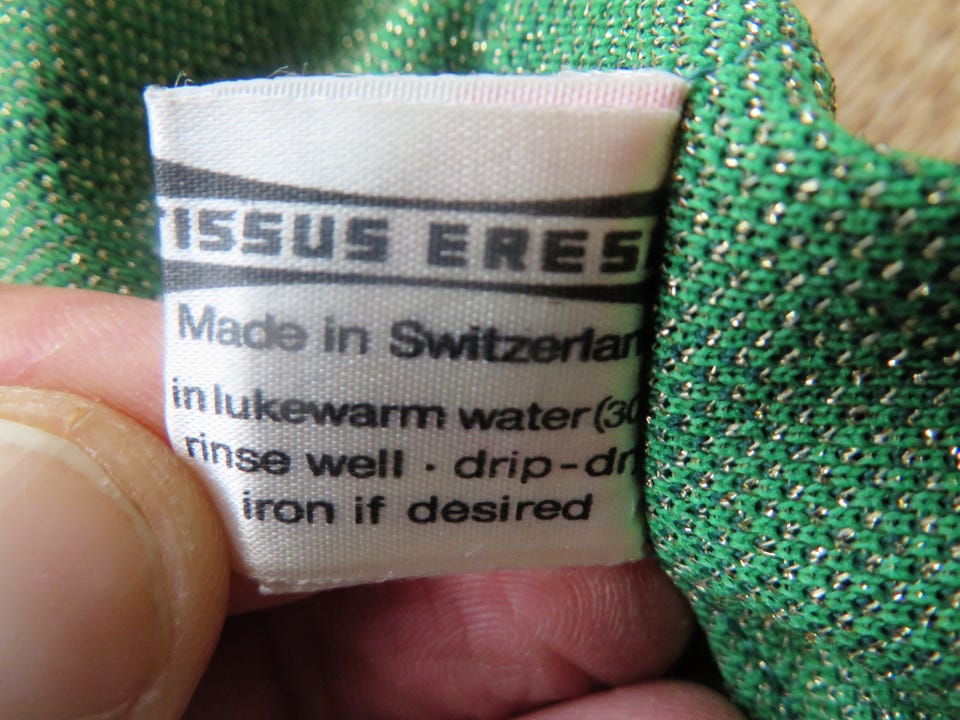 TISSUS ERES
Made in Switzerlan
in lukewarm water (30
rinse well · drip-dr
iron if desired